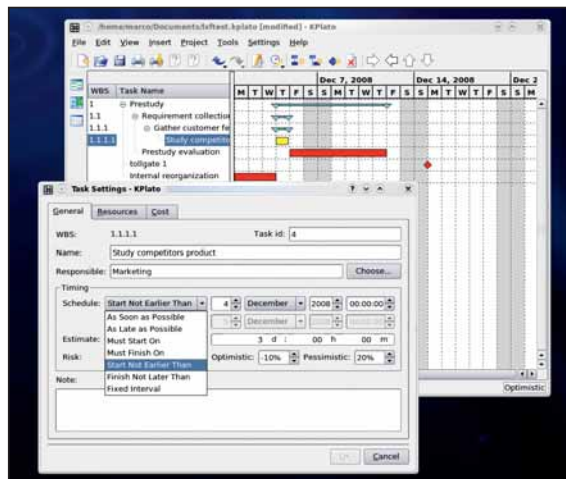 /home/marco/Documents/lxftest.kplato [modified] - KPlato
File Edit View Insert Project Tools Settings Help
Dec 7, 2008 Dec 14, 2008 Dec 2
WBS Task Name M T W T F S S M T W T F S S M T W T F S S M
1 Prestudy
1.1 Requirement collection
1.1.1 Gather customer fe
1.1.1.1 Study competito
Prestudy evaluation
tollgate 1
Internal reorganization
Task Settings - KPlato
General Resources Cost
WBS: 1.1.1.1 Task id: 4
Name: Study competitors product
Responsible: Marketing Choose...
Timing
Schedule: Start Not Earlier Than 4 December 2008 00:00:00
As Soon as Possible
December
As Late as Possible
Must Start On
Estimate: 3 d : 00 h 00 m
Must Finish On
Risk: Start Not Earlier Than Optimistic: -10% Pessimistic: 20%
Finish Not Later Than
Note:
Fixed Interval
Cancel
Optimistic